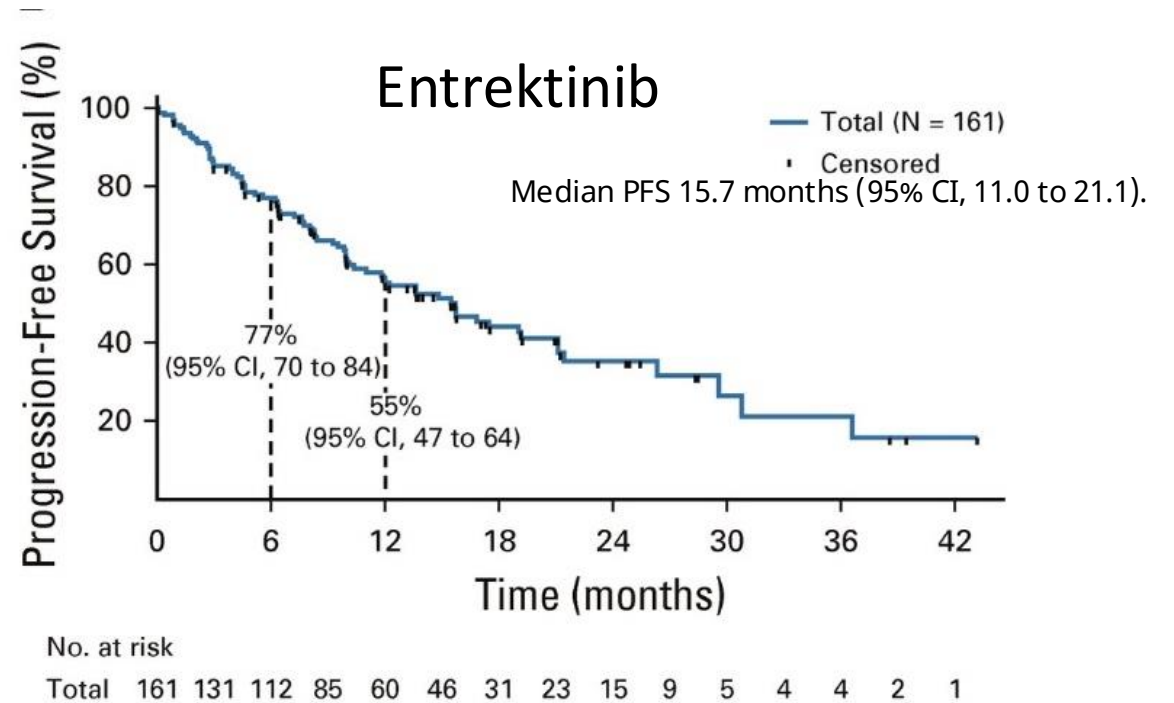 Entrektinib
Progression-Free Survival (%)
100
80
60
40
20
Total (N = 161)
Censored
Median PFS 15.7 months (95% CI, 11.0 to 21.1).
77%
(95% CI, 70 to 84)
55%
(95% CI, 47 to 64)
0 6 12 18 24 30 36 42
Time (months)
No. at risk
Total 161 131 112 85 60 46 31 23 15 9 5 4 4 2 1